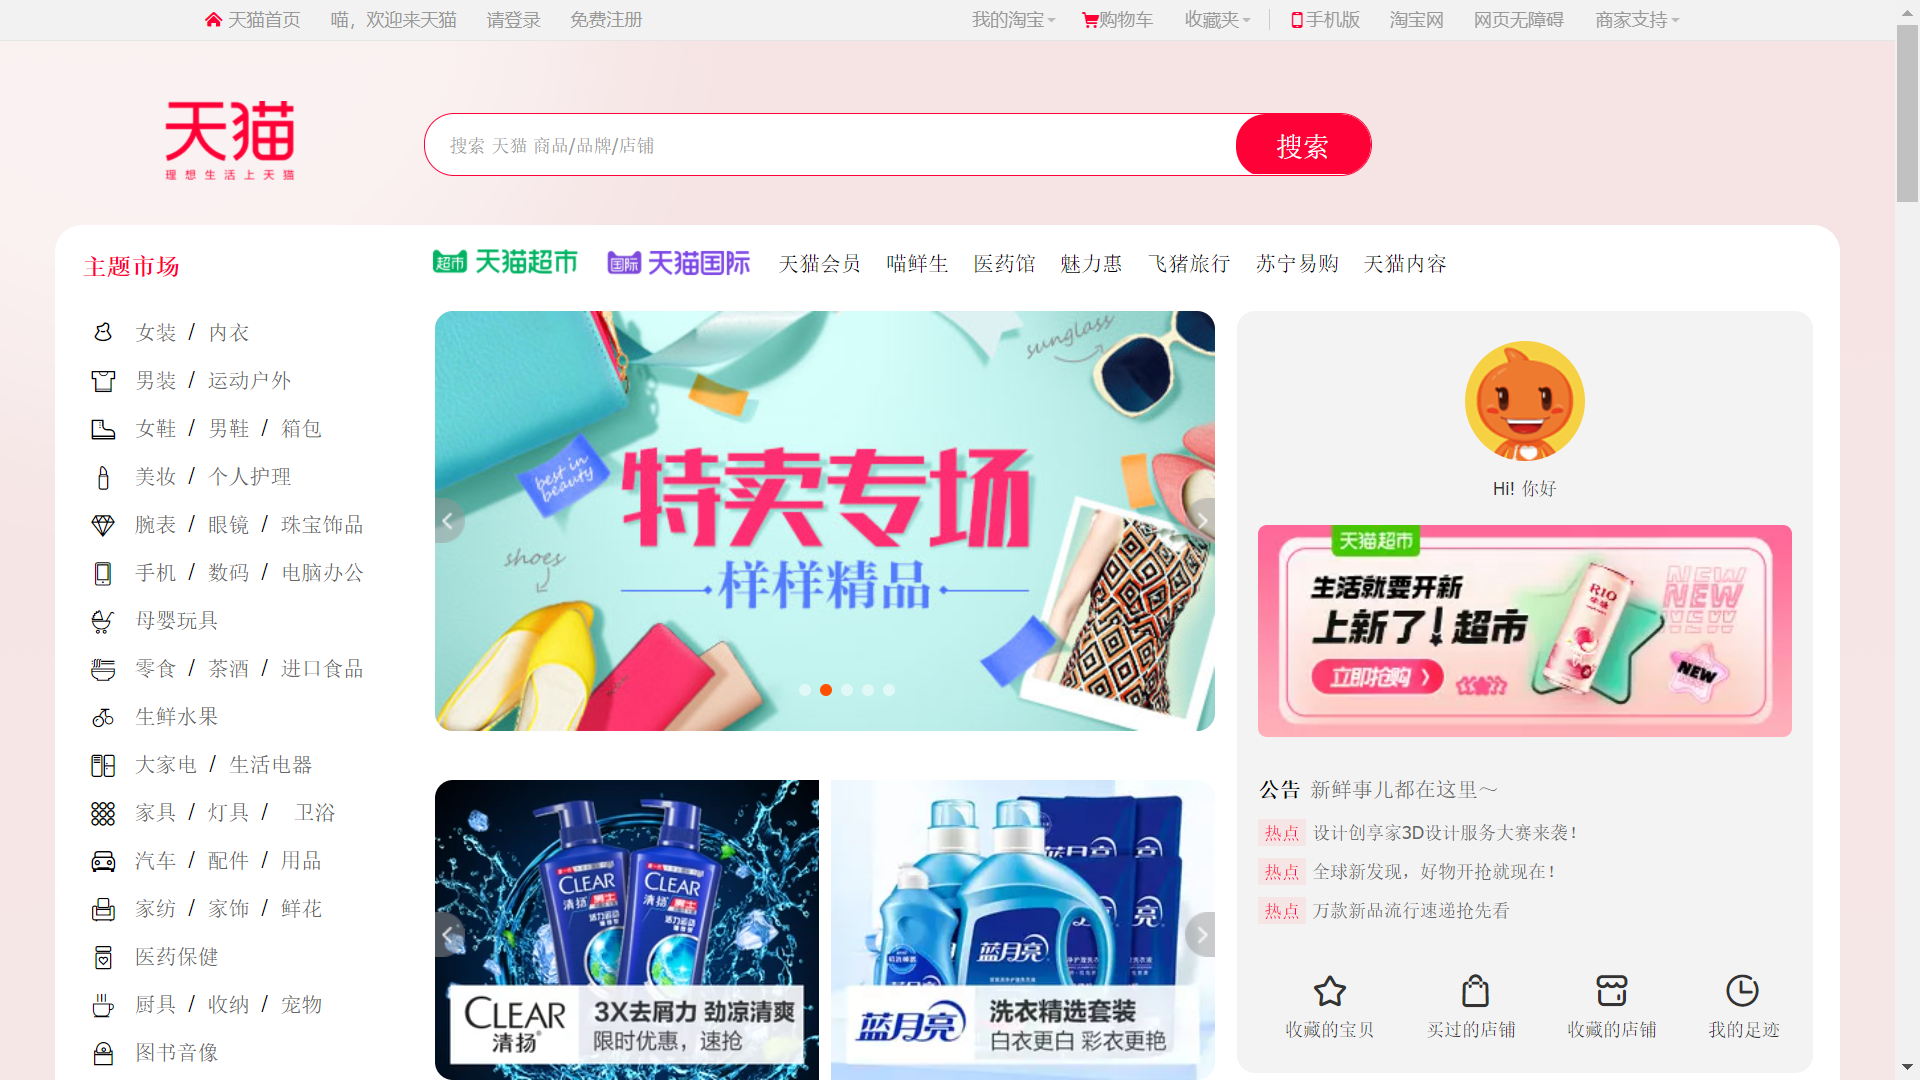 天猫首页 喵，欢迎来天猫 请登录 免费注册 我的淘宝 购物车 收藏夹 手机版 淘宝网 网页无障碍 商家支持
天猫
理想生活上天猫
搜索 天猫 商品/品牌/店铺
搜索
主题市场
超市 天猫超市 国际 天猫国际 天猫会员 喵鲜生 医药馆 魅力惠 飞猪旅行 苏宁易购 天猫内容
女装 / 内衣
男装 / 运动户外
女鞋 / 男鞋 / 箱包
美妆 / 个人护理
腕表 / 眼镜 / 珠宝饰品
手机 / 数码 / 电脑办公
母婴玩具
零食 / 茶酒 / 进口食品
生鲜水果
大家电 / 生活电器
家具 / 灯具 / 卫浴
汽车 / 配件 / 用品
家纺 / 家饰 / 鲜花
医药保健
厨具 / 收纳 / 宠物
图书音像
sunglass
best in
beauty
特卖专场
shoes
样样精品
CLEAR
清扬
CLEAR
清扬
CLEAR
清扬
3X去屑力 劲凉清爽
限时优惠，速抢
蓝月亮
蓝月亮
洗衣精选套装
白衣更白 彩衣更艳
Hi! 你好
天猫超市
生活就要开新
上新了！超市
立即抢购
RIO
NEW
NEW
NEW
NEW
公告 新鲜事儿都在这里～
热点 设计创享家3D设计服务大赛来袭！
热点 全球新发现，好物开抢就现在！
热点 万款新品流行速递抢先看
收藏的宝贝 买过的店铺 收藏的店铺 我的足迹